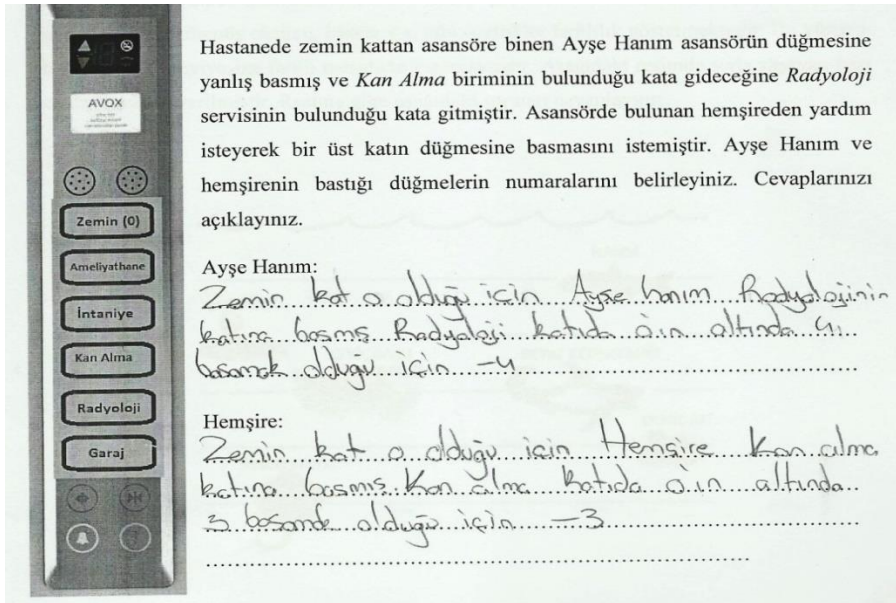 AVOX
Zemin (0)
Ameliyathane
İntaniye
Kan Alma
Radyoloji
Garaj
Hastanede zemin kattan asansöre binen Ayşe Hanım asansörün düğmesine
yanlış basmış ve Kan Alma biriminin bulunduğu kata gideceğine Radyoloji
servisinin bulunduğu kata gitmiştir. Asansörde bulunan hemşireden yardım
isteyerek bir üst katın düğmesine basmasını istemiştir. Ayşe Hanım ve
hemşirenin bastığı düğmelerin numaralarını belirleyiniz. Cevaplarınızı
açıklayınız.
Ayşe Hanım:
Zemin kat 0 olduğu için Ayşe hanım Radyolojinin
katına basmış Radyoloji katıda 0'ın altında 4.
basamak olduğu için -4
Hemşire:
Zemin kat 0 olduğu için Hemşire Kan alma
katına basmış Kan alma katıda 0.ın altında
3 olduğu için -3